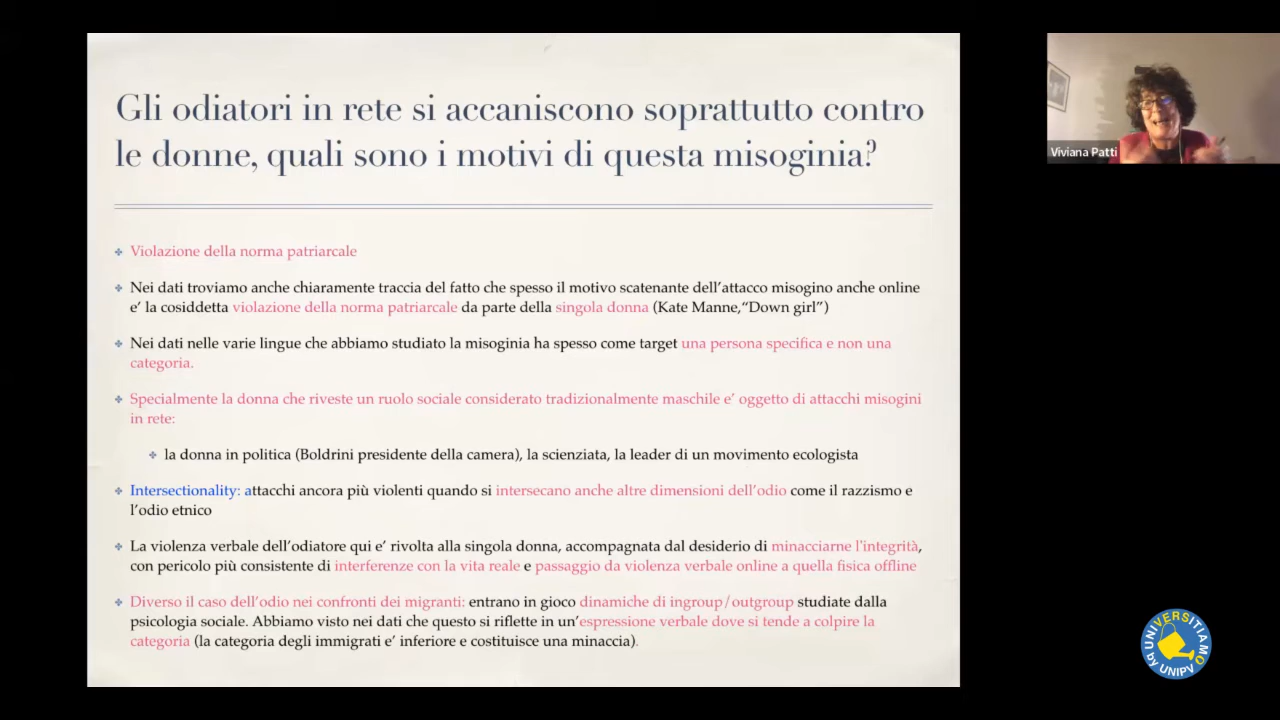 Gli odiatori in rete si accaniscono soprattutto contro
le donne, quali sono i motivi di questa misoginia?
Violazione della norma patriarcale
Nei dati troviamo anche chiaramente traccia del fatto che spesso il motivo scatenante dell'attacco misogino anche online
e' la cosiddetta violazione della norma patriarcale da parte della singola donna (Kate Manne,“Down girl”)
Nei dati nelle varie lingue che abbiamo studiato la misoginia ha spesso come target una persona specifica e non una
categoria.
Specialmente la donna che riveste un ruolo sociale considerato tradizionalmente maschile e' oggetto di attacchi misogini
in rete:
la donna in politica (Boldrini presidente della camera), la scienziata, la leader di un movimento ecologista
Intersectionality: attacchi ancora più violenti quando si intersecano anche altre dimensioni dell'odio come il razzismo e
l'odio etnico
La violenza verbale dell'odiatore qui e' rivolta alla singola donna, accompagnata dal desiderio di minacciarne l'integrità,
con pericolo più consistente di interferenze con la vita reale e passaggio da violenza verbale online a quella fisica offline
Diverso il caso dell'odio nei confronti dei migranti: entrano in gioco dinamiche di ingroup/outgroup studiate dalla
psicologia sociale. Abbiamo visto nei dati che questo si riflette in un'espressione verbale dove si tende a colpire la
categoria (la categoria degli immigrati e' inferiore e costituisce una minaccia).
Viviana Patti
UNIVERSITIAMO
by UNIPV